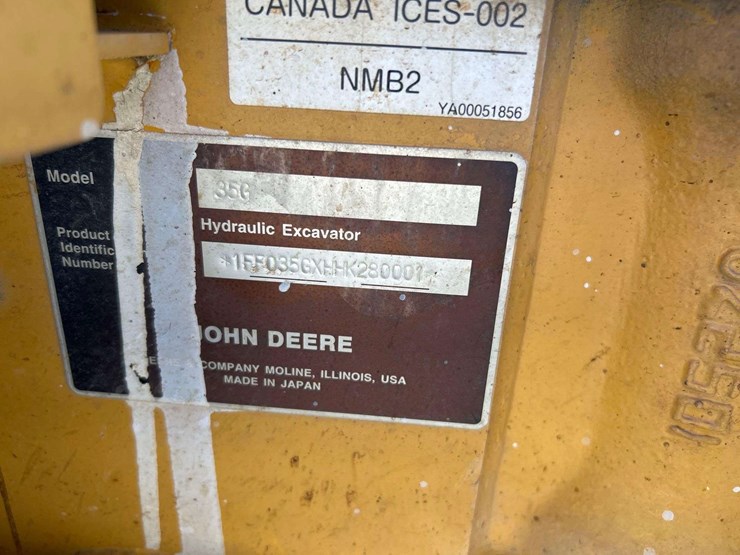 CANADA ICES-002
NMB2
YA00051856
Model
35G
Product
Identific
Number
Hydraulic Excavator
*1FF035GXHHK280001*
JOHN DEERE
COMPANY MOLINE, ILLINOIS, USA
MADE IN JAPAN